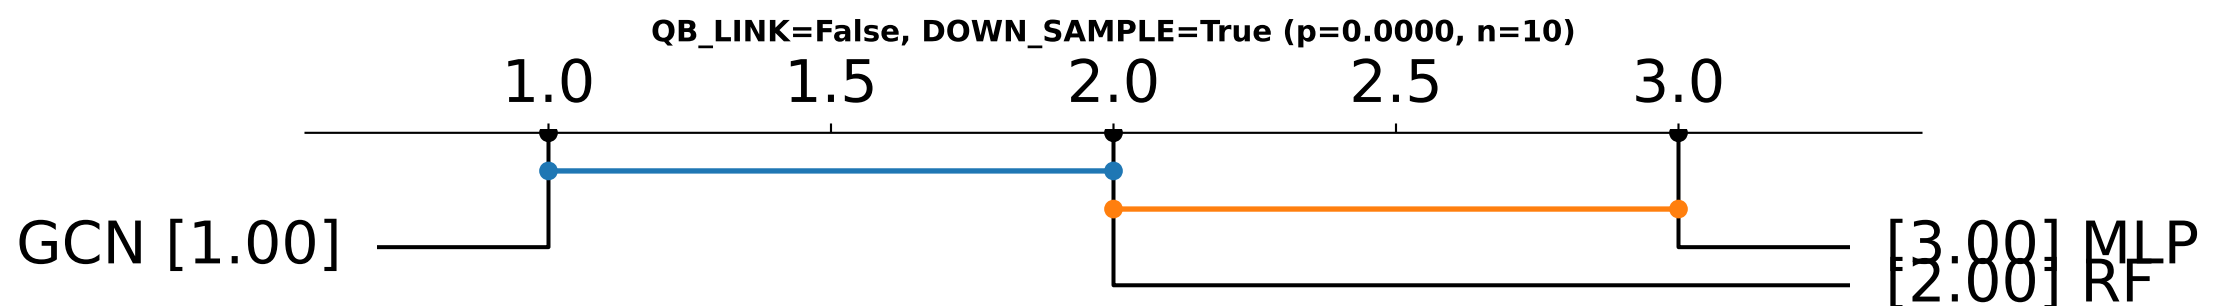 QB_LINK=False, DOWN_SAMPLE=True (p=0.0000, n=10)
1.0 1.5 2.0 2.5 3.0
GCN [1.00]
[3.00] MLP
[2.00] RF